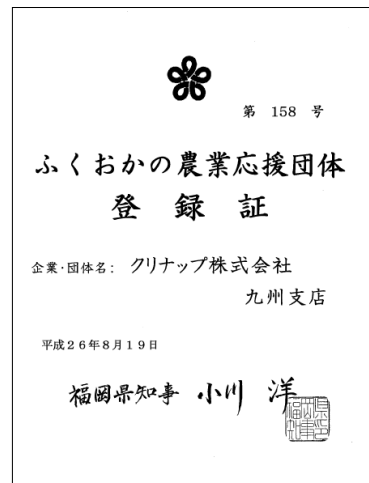 第 158 号
ふくおかの農業応援団体
登 録 証
企業・団体名: クリナップ株式会社
九州支店
平成26年8月19日
福岡県知事 小川 洋